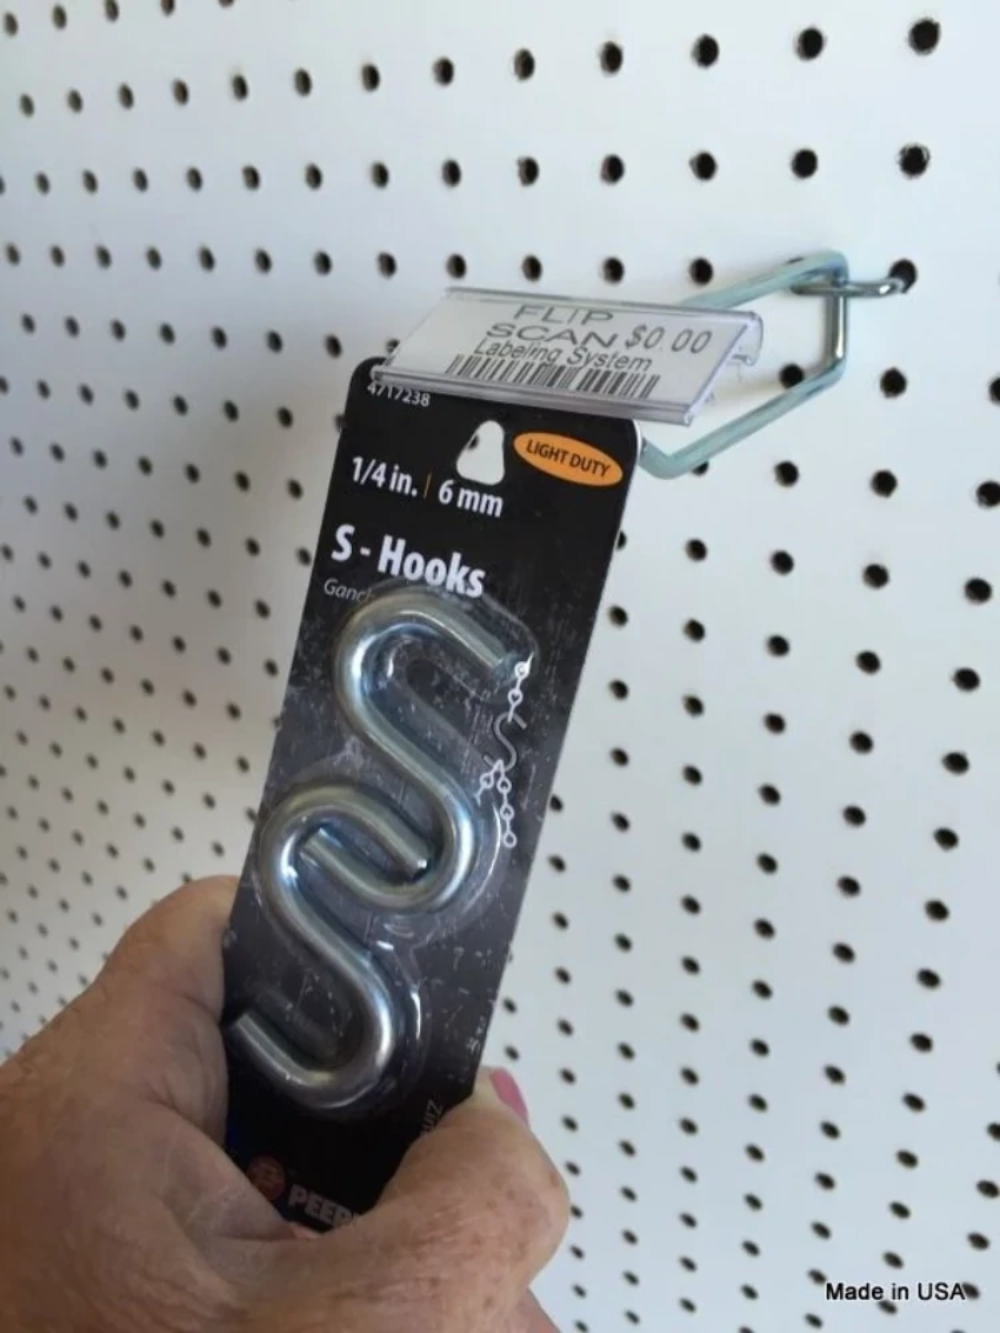 FLIP
SCAN $0.00
Labeling System
4717238
LIGHT DUTY
1/4 in. | 6 mm
S - Hooks
Made in USA